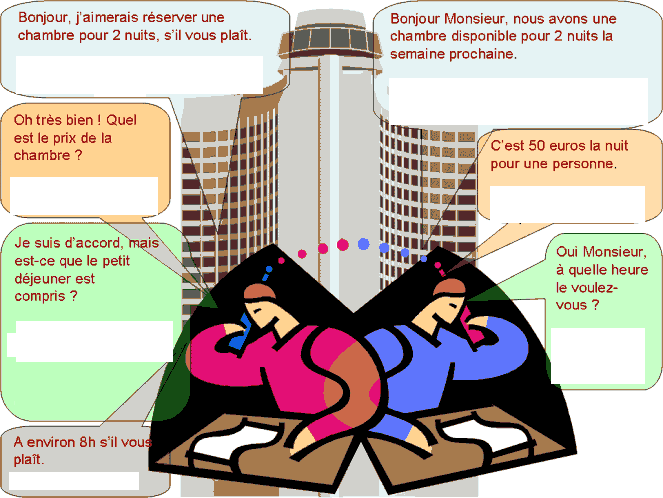 Bonjour, j’aimerais réserver une
chambre pour 2 nuits, s’il vous plaît.
Bonjour Monsieur, nous avons une
chambre disponible pour 2 nuits la
semaine prochaine.
Oh très bien ! Quel
est le prix de la
chambre ?
C’est 50 euros la nuit
pour une personne.
Je suis d’accord, mais
est-ce que le petit
déjeuner est
compris ?
Oui Monsieur,
à quelle heure
le voulez-
vous ?
A environ 8h s’il vous
plaît.